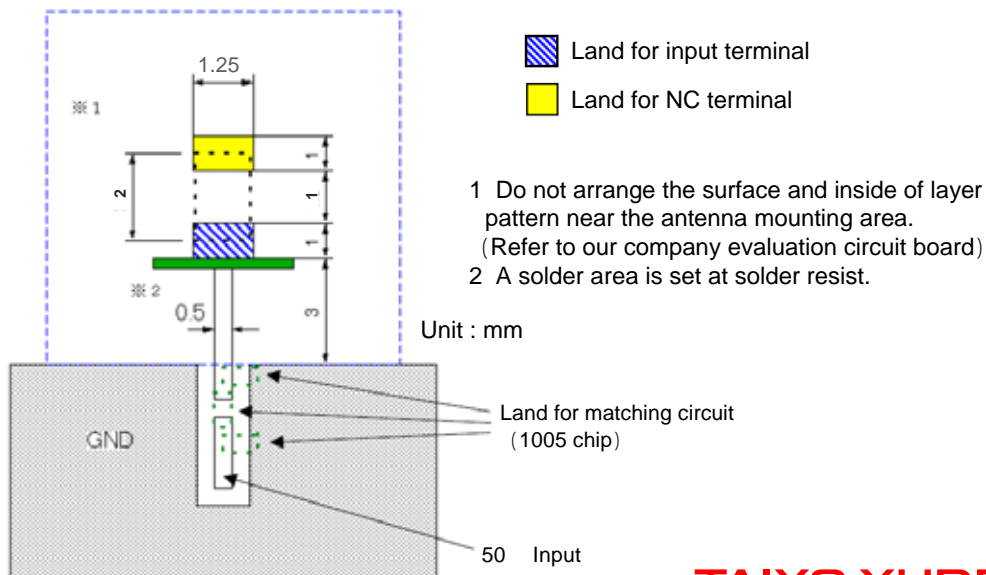 Land for input terminal
1.25
Land for NC terminal
※1
1
2
1
1
1 Do not arrange the surface and inside of layer
pattern near the antenna mounting area.
(Refer to our company evaluation circuit board)
2 A solder area is set at solder resist.
※2
0.5
3
Unit : mm
Land for matching circuit
(1005 chip)
GND
50 Input